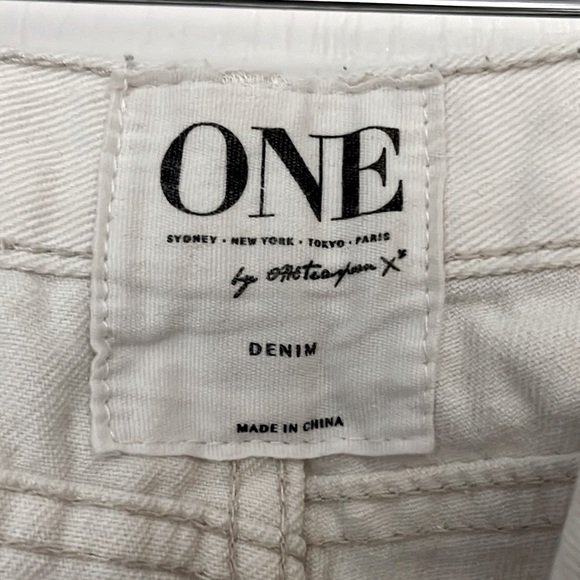 ONE
SYDNEY • NEW YORK • TOKYO • PARIS
by OneTeaspoon X*
DENIM
MADE IN CHINA